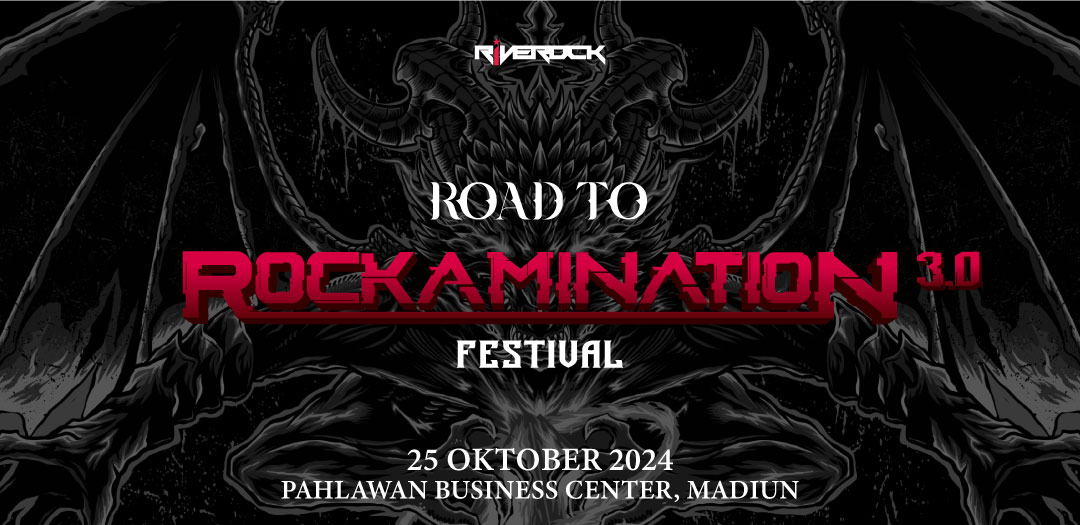 RIVEROCK
ROAD TO
ROCKAMINATION 3.0
FESTIVAL
25 OKTOBER 2024
PAHLAWAN BUSINESS CENTER, MADIUN